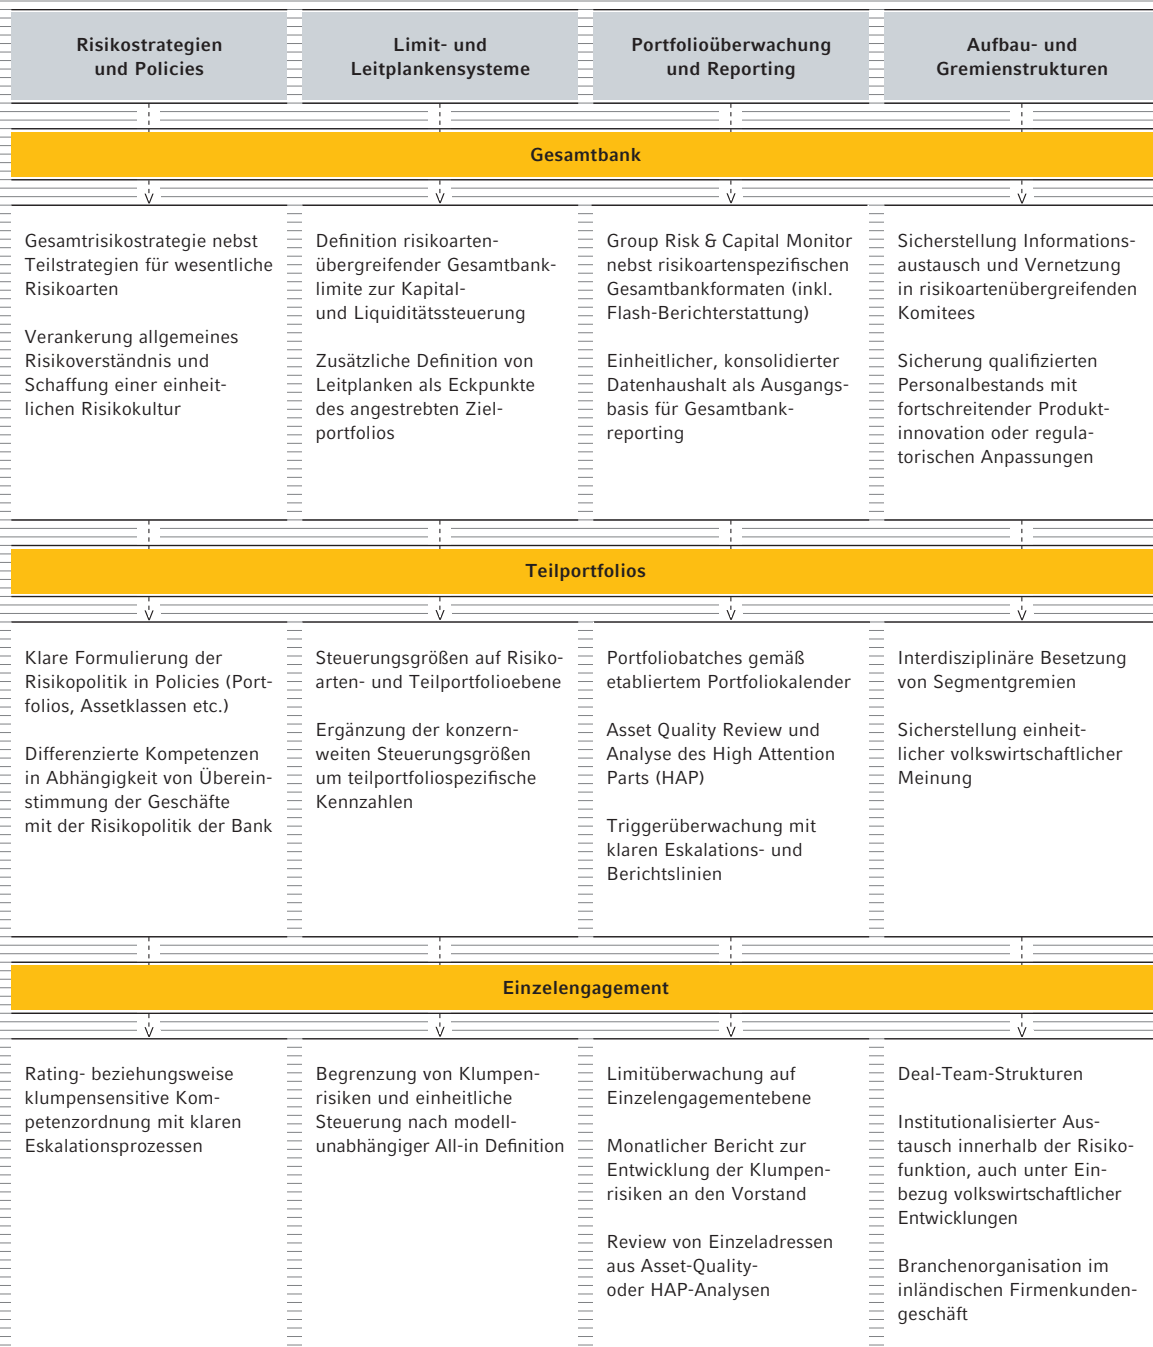 Risikostrategien
und Policies
Limit- und
Leitplankensysteme
Portfolioüberwachung
und Reporting
Aufbau- und
Gremienstrukturen
Gesamtbank
Gesamtrisikostrategie nebst
Teilstrategien für wesentliche
Risikoarten
Verankerung allgemeines
Risikoverständnis und
Schaffung einer einheit-
lichen Risikokultur
Definition risikoarten-
übergreifender Gesamtbank-
limite zur Kapital-
und Liquiditätssteuerung
Zusätzliche Definition von
Leitplanken als Eckpunkte
des angestrebten Ziel-
portfolios
Group Risk & Capital Monitor
nebst risikoartenspezifischen
Gesamtbankformaten (inkl.
Flash-Berichterstattung)
Einheitlicher, konsolidierter
Datenhaushalt als Ausgangs-
basis für Gesamtbank-
reporting
Sicherstellung Informations-
austausch und Vernetzung
in risikoartenübergreifenden
Komitees
Sicherung qualifizierten
Personalbestands mit
fortschreitender Produkt-
innovation oder regula-
torischen Anpassungen
Teilportfolios
Klare Formulierung der
Risikopolitik in Policies (Port-
folios, Assetklassen etc.)
Differenzierte Kompetenzen
in Abhängigkeit von Überein-
stimmung der Geschäfte
mit der Risikopolitik der Bank
Steuerungsgrößen auf Risiko-
arten- und Teilportfolioebene
Ergänzung der konzern-
weiten Steuerungsgrößen
um teilportfoliospezifische
Kennzahlen
Portfoliobatches gemäß
etabliertem Portfoliokalender
Asset Quality Review und
Analyse des High Attention
Parts (HAP)
Triggerüberwachung mit
klaren Eskalations- und
Berichtslinien
Interdisziplinäre Besetzung
von Segmentgremien
Sicherstellung einheit-
licher volkswirtschaftlicher
Meinung
Einzelengagement
Rating- beziehungsweise
klumpensensitive Kom-
petenzordnung mit klaren
Eskalationsprozessen
Begrenzung von Klumpen-
risiken und einheitliche
Steuerung nach modell-
unabhängiger All-in Definition
Limitüberwachung auf
Einzelengagementebene
Monatlicher Bericht zur
Entwicklung der Klumpen-
risiken an den Vorstand
Review von Einzeladressen
aus Asset-Quality-
oder HAP-Analysen
Deal-Team-Strukturen
Institutionalisierter Aus-
tausch innerhalb der Risiko-
funktion, auch unter Ein-
bezug volkswirtschaftlicher
Entwicklungen
Branchenorganisation im
inländischen Firmenkunden-
geschäft